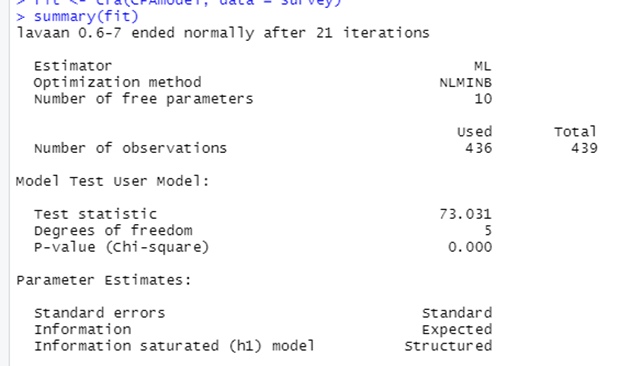 > fit <- cfa(CFAmodel, data = survey)
> summary(fit)
lavaan 0.6-7 ended normally after 21 iterations
Estimator ML
Optimization method NLMINB
Number of free parameters 10
Used Total
Number of observations 436 439
Model Test User Model:
Test statistic 73.031
Degrees of freedom 5
P-value (Chi-square) 0.000
Parameter Estimates:
Standard errors Standard
Information Expected
Information saturated (h1) model Structured